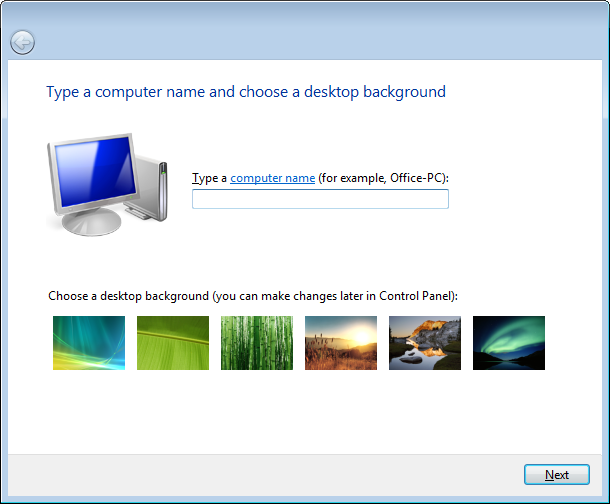 Type a computer name and choose a desktop background
Type a computer name (for example, Office-PC):
Choose a desktop background (you can make changes later in Control Panel):
Next